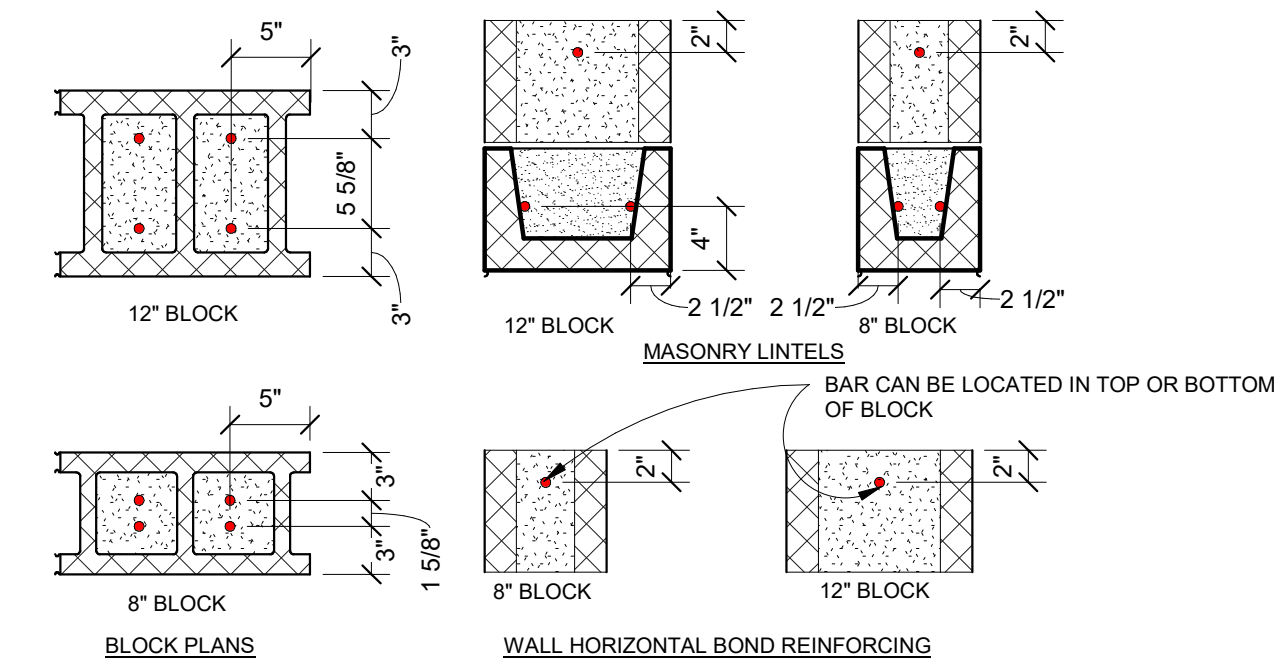 5"
3"
5 5/8"
3"
12" BLOCK
2"
4"
2 1/2"
12" BLOCK
2"
2 1/2"
2 1/2"
8" BLOCK
MASONRY LINTELS
5"
3"
3"
1 5/8"
8" BLOCK
BLOCK PLANS
BAR CAN BE LOCATED IN TOP OR BOTTOM
OF BLOCK
2"
8" BLOCK
2"
12" BLOCK
WALL HORIZONTAL BOND REINFORCING